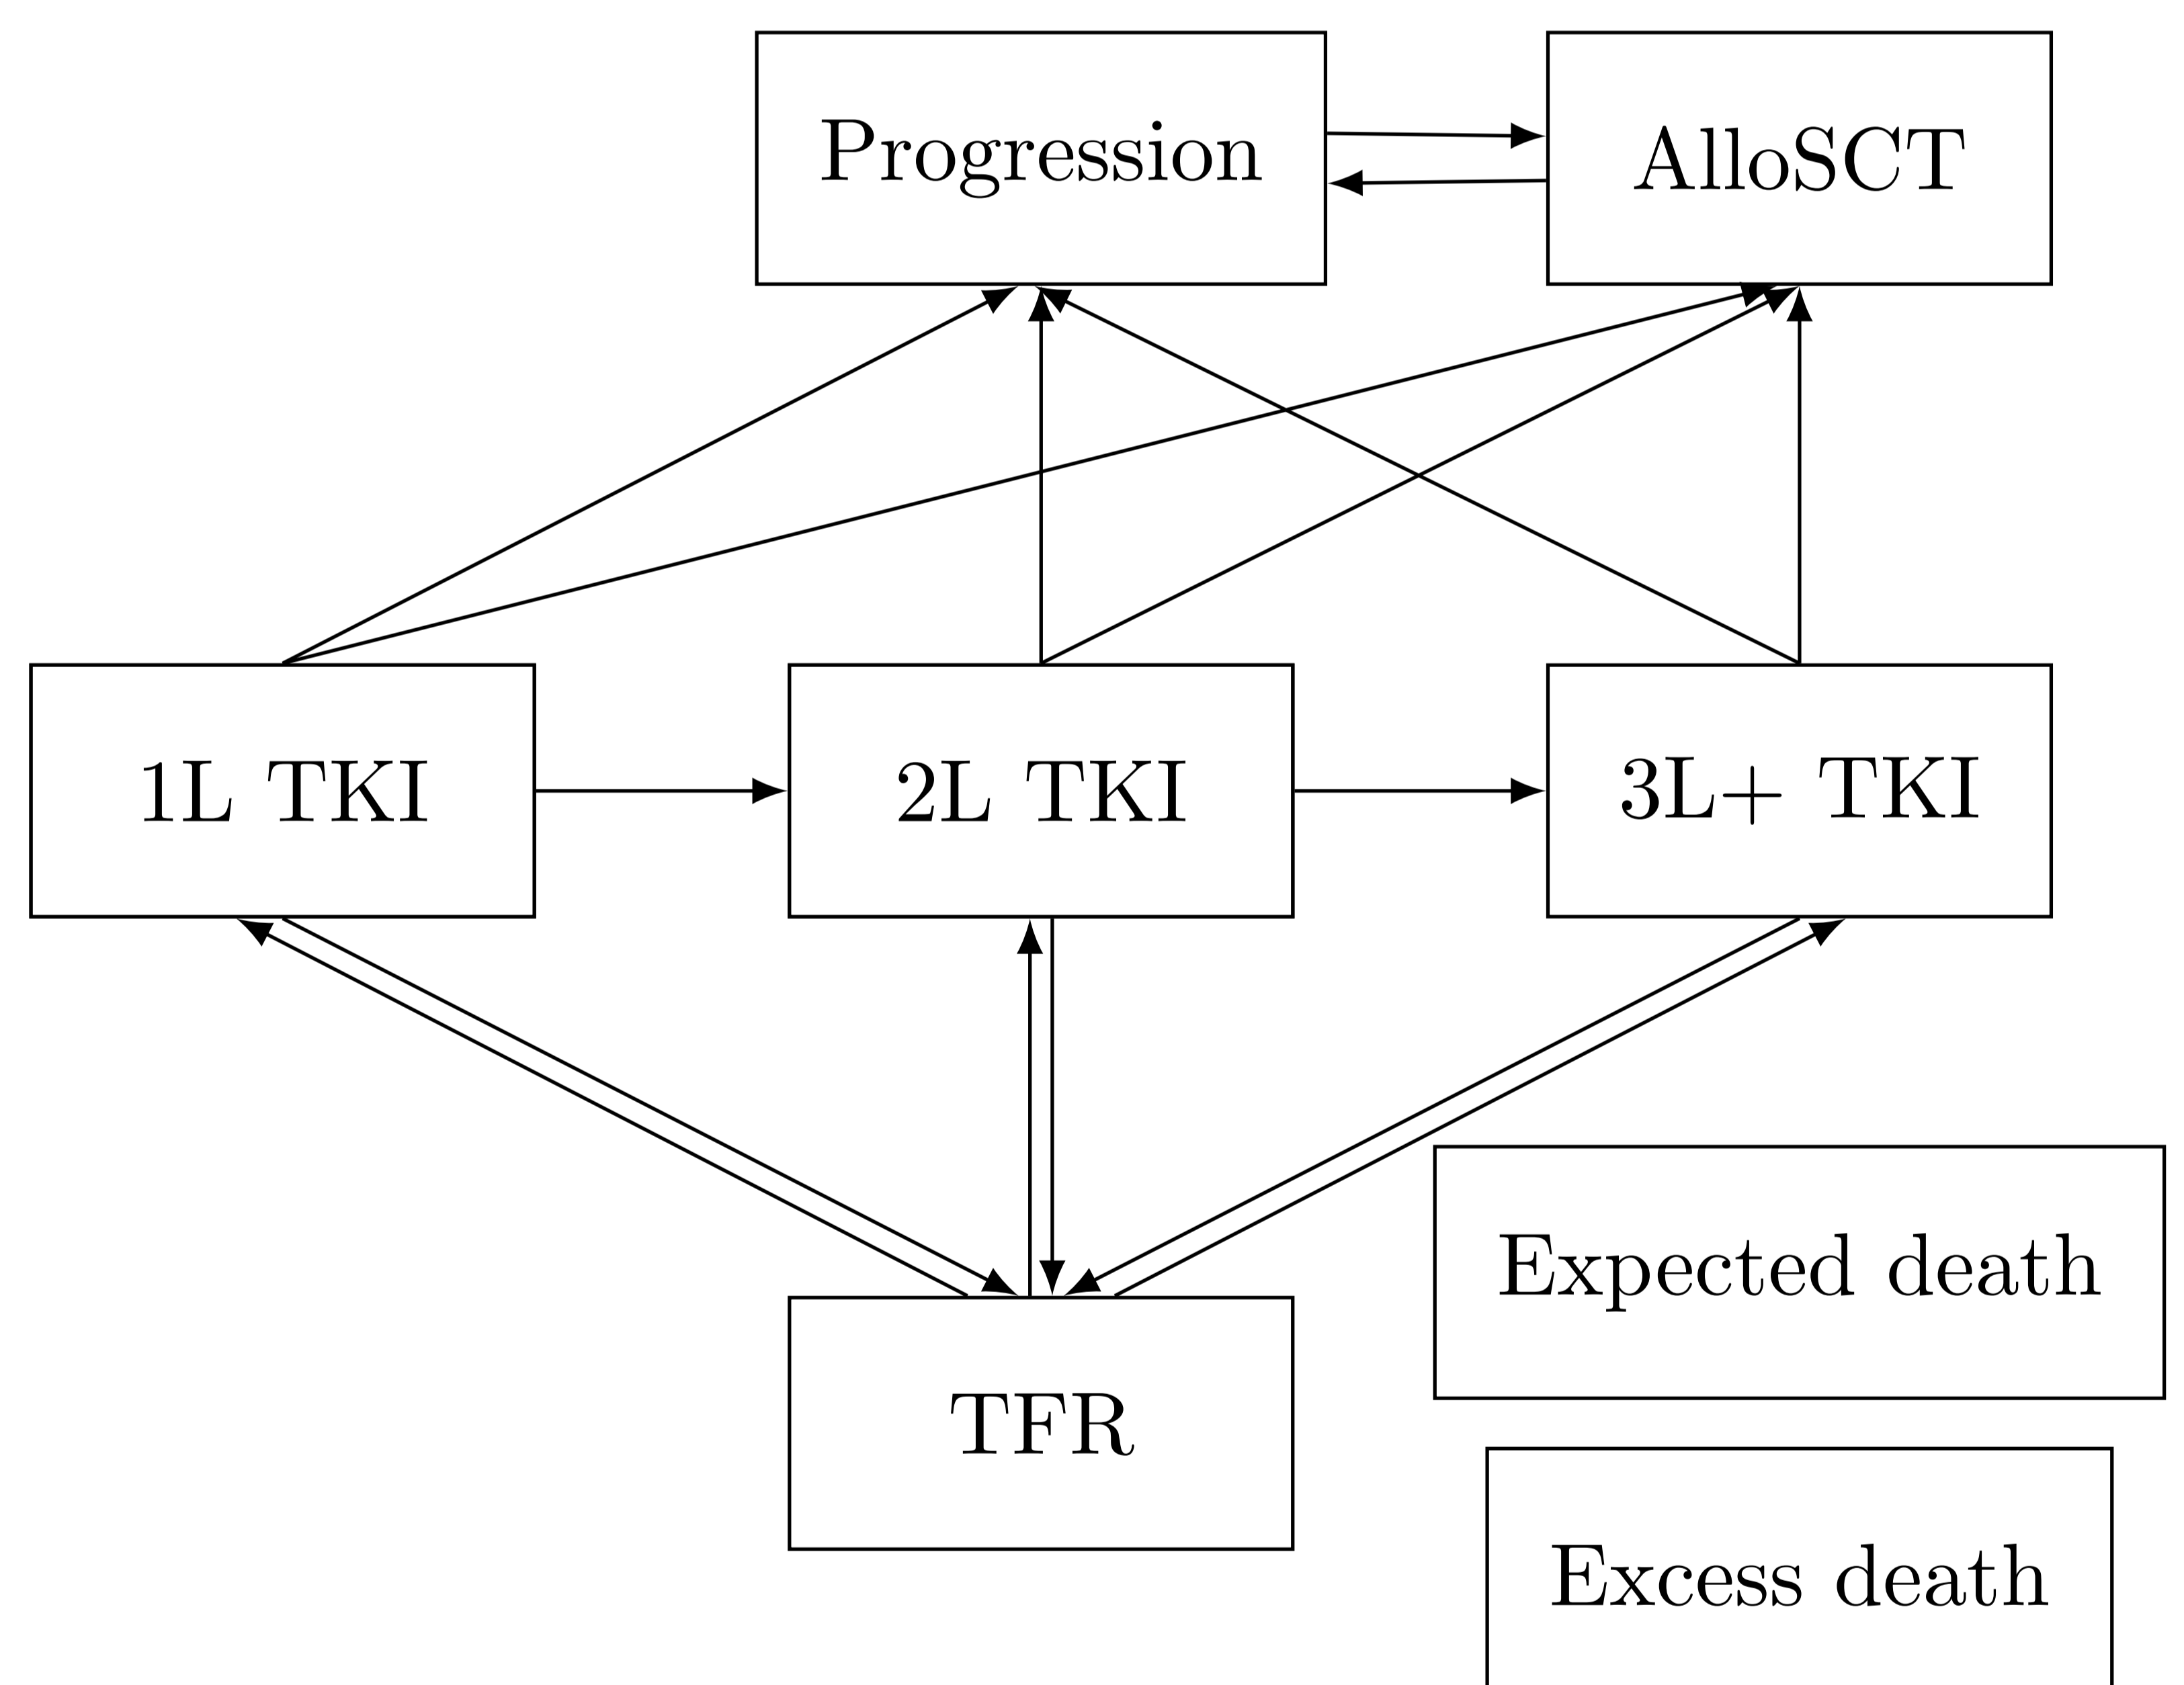 Progression
AlloSCT
1L TKI
2L TKI
3L+ TKI
Expected death
TFR
Excess death